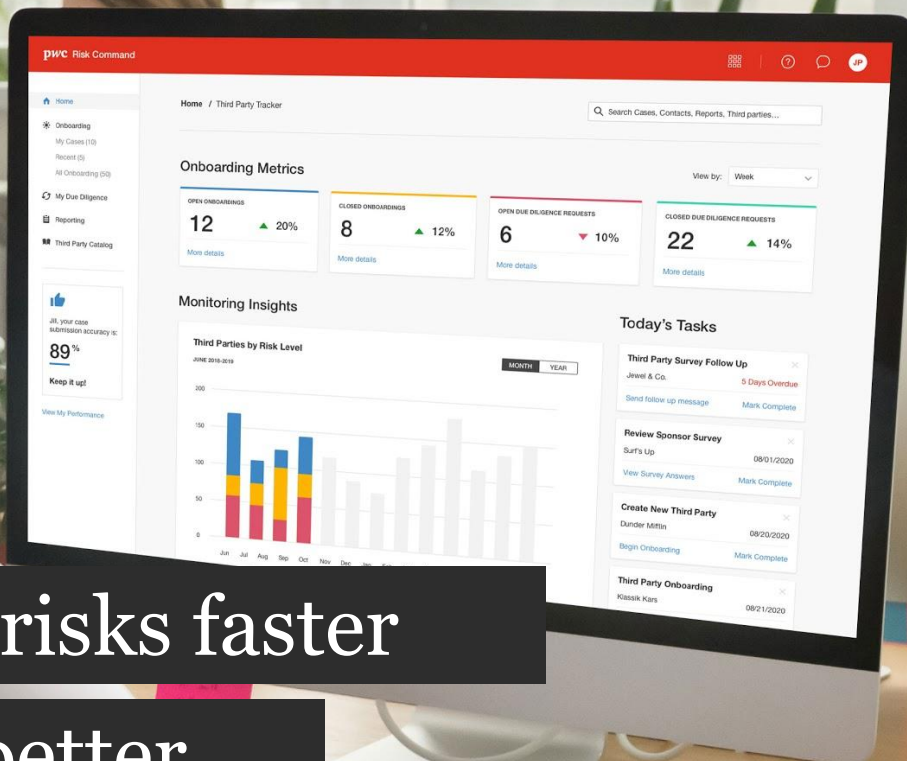 pwc Risk Command
JP
Home
Onboarding
My Cases (10)
Recent (5)
All Onboarding (50)
My Due Diligence
Reporting
Third Party Catalog
Jill, your case
submission accuracy is:
89%
Keep it up!
View My Performance
Home / Third Party Tracker
Search Cases, Contacts, Reports, Third parties...
Onboarding Metrics
View by: Week
OPEN ONBOARDINGS
12 20%
More details
CLOSED ONBOARDINGS
8 12%
More details
OPEN DUE DILIGENCE REQUESTS
6 10%
More details
CLOSED DUE DILIGENCE REQUESTS
22 14%
More details
Monitoring Insights
Third Parties by Risk Level
JUNE 2018-2019
MONTH YEAR
200
150
100
50
0
Jun Jul Aug Sep Oct Nov Dec
Today's Tasks
Third Party Survey Follow Up
Jewel & Co. 5 Days Overdue
Send follow up message Mark Complete
Review Sponsor Survey
Surf's Up 08/01/2020
View Survey Answers Mark Complete
Create New Third Party
Dunder Mifflin 08/20/2020
Begin Onboarding Mark Complete
Third Party Onboarding
Klassik Kars 08/21/2020
risks faster
better